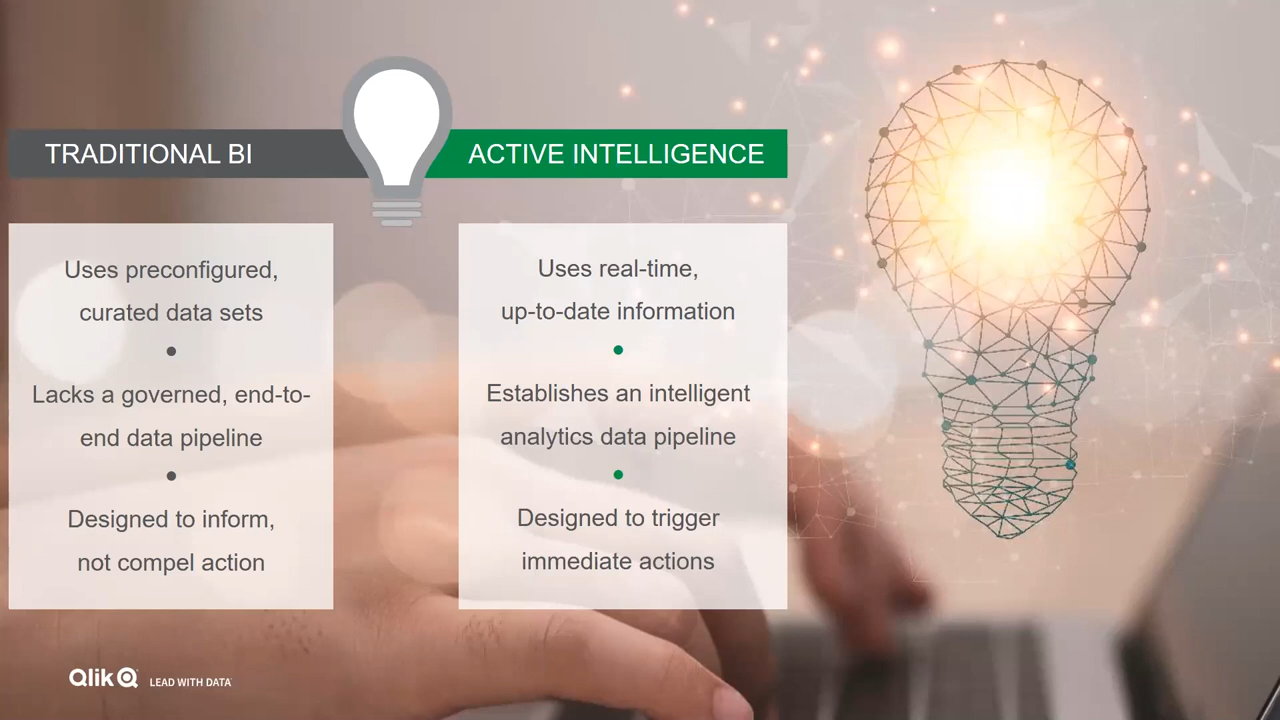 TRADITIONAL BI
ACTIVE INTELLIGENCE
Uses preconfigured,
curated data sets
•
Lacks a governed, end-to-
end data pipeline
•
Designed to inform,
not compel action
Uses real-time,
up-to-date information
•
Establishes an intelligent
analytics data pipeline
•
Designed to trigger
immediate actions
Qlik
LEAD WITH DATA